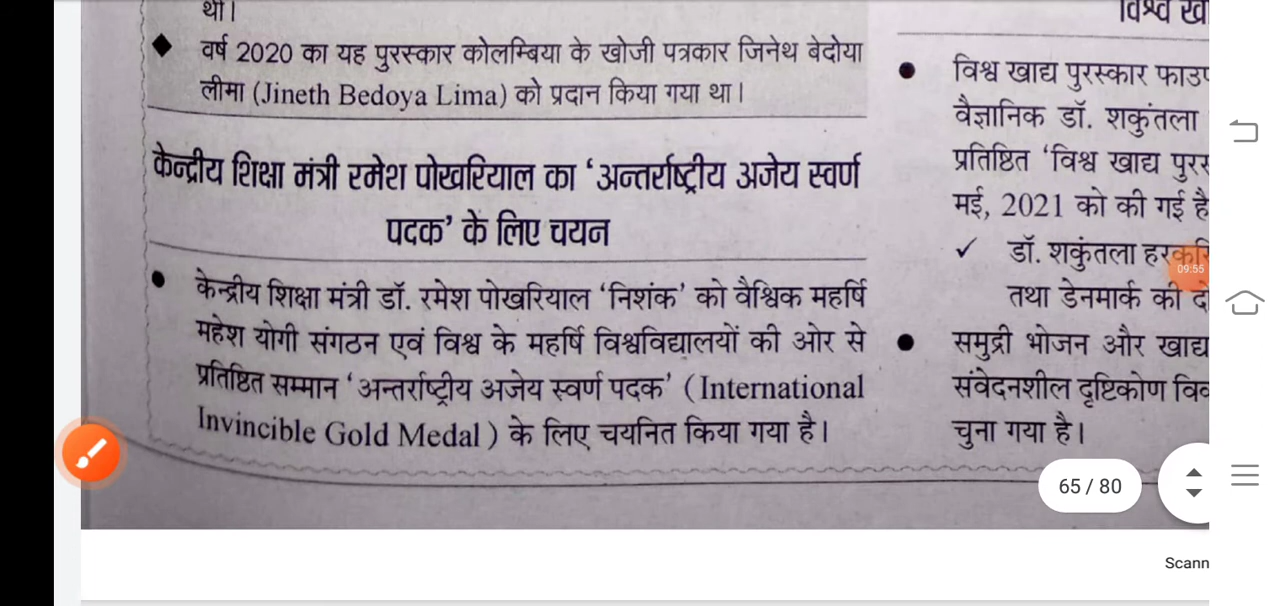 थी।
वर्ष 2020 का यह पुरस्कार कोलम्बिया के खोजी पत्रकार जिनेथ बेदोया
लीमा (Jineth Bedoya Lima) को प्रदान किया गया था।
केन्द्रीय शिक्षा मंत्री रमेश पोखरियाल का ‘अन्तर्राष्ट्रीय अजेय स्वर्ण
पदक’ के लिए चयन
केन्द्रीय शिक्षा मंत्री डॉ. रमेश पोखरियाल ‘निशंक’ को वैश्विक महर्षि
महेश योगी संगठन एवं विश्व के महर्षि विश्वविद्यालयों की ओर से
प्रतिष्ठित सम्मान ‘अन्तर्राष्ट्रीय अजेय स्वर्ण पदक’ (International
Invincible Gold Medal) के लिए चयनित किया गया है।
विश्व
विश्व खाद्य पुरस्कार
वैज्ञानिक डॉ. शकुंतला
प्रतिष्ठित ‘विश्व खाद्य
मई, 2021 को की गई है
✓ डॉ. शकुंतला
तथा डेनमार्क की
समुद्री भोजन और खाद्य
संवेदनशील दृष्टिकोण
चुना गया है।
09:55
65 / 80
Scann